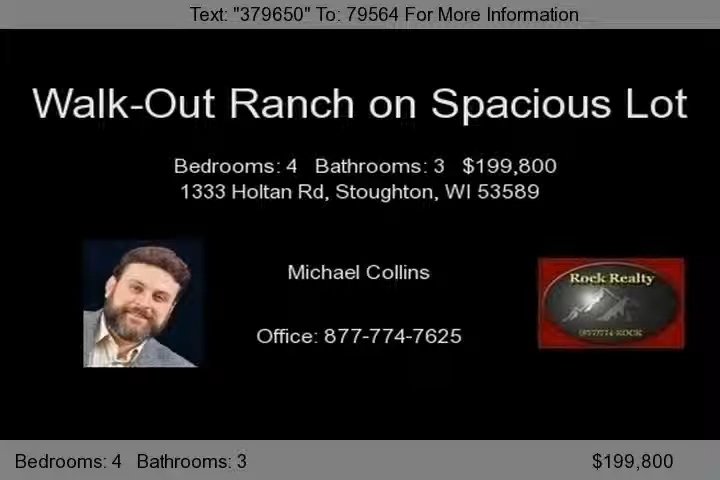 Text: "379650" To: 79564 For More Information
Walk-Out Ranch on Spacious Lot
Bedrooms: 4 Bathrooms: 3 $199,800
1333 Holtan Rd, Stoughton, WI 53589
Michael Collins
Rock Realty
Office: 877-774-7625
Bedrooms: 4 Bathrooms: 3 $199,800